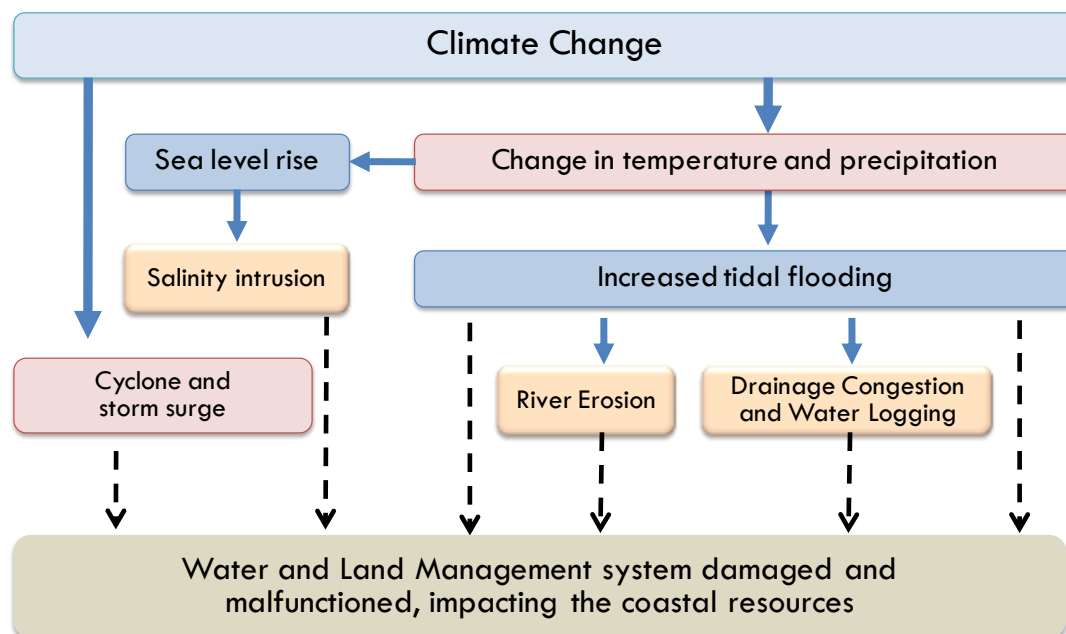 Climate Change
Sea level rise
Change in temperature and precipitation
Salinity intrusion
Increased tidal flooding
Cyclone and
storm surge
River Erosion
Drainage Congestion
and Water Logging
Water and Land Management system damaged and
malfunctioned, impacting the coastal resources